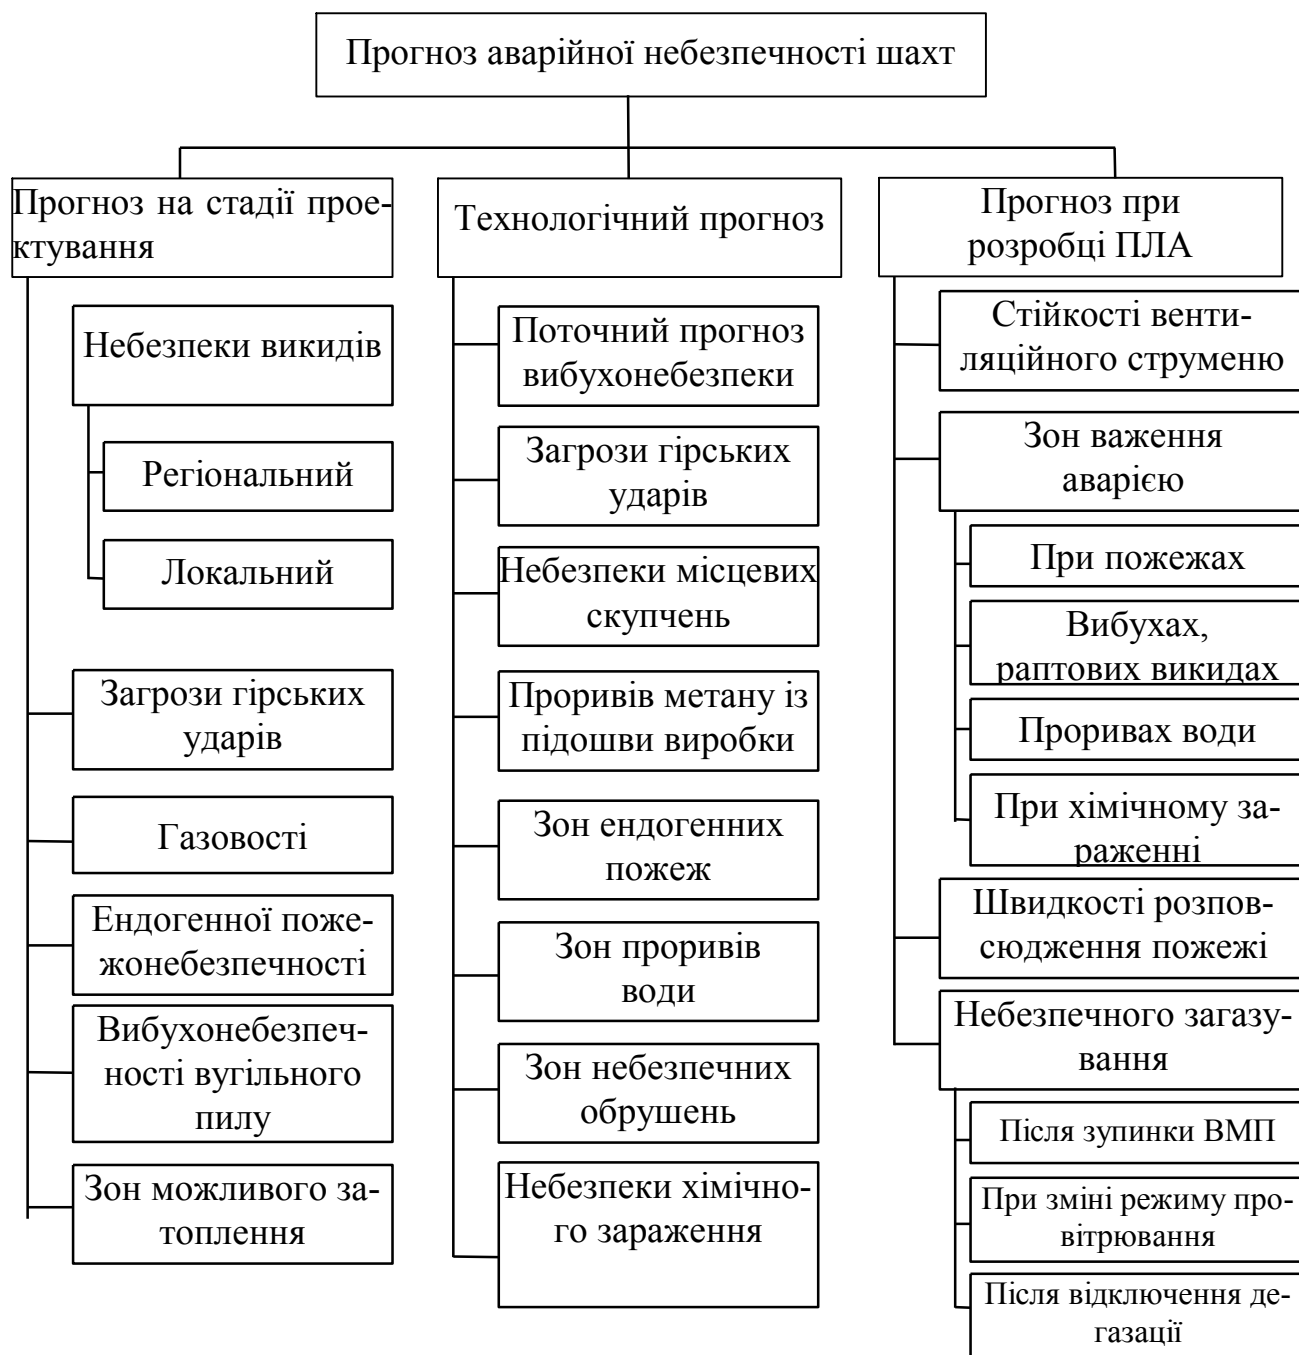 Прогноз аварійної небезпечності шахт
Прогноз на стадії прое-
ктування
Небезпеки викидів
Регіональний
Локальний
Загрози гірських
ударів
Газовості
Ендогенної поже-
жонебезпечності
Вибухонебезпеч-
ності вугільного
пилу
Зон можливого за-
топлення
Технологічний прогноз
Поточний прогноз
вибухонебезпеки
Загрози гірських
ударів
Небезпеки місцевих
скупчень
Проривів метану із
підошви виробки
Зон ендогенних
пожеж
Зон проривів
води
Зон небезпечних
обрушень
Небезпеки хімічно-
го зараження
Прогноз при
розробці ПЛА
Стійкості венти-
ляційного струменю
Зон важення
аварією
При пожежах
Вибухах,
раптових викидах
Проривах води
При хімічному за-
раженні
Швидкості розпов-
сюдження пожежі
Небезпечного загазу-
вання
Після зупинки ВМП
При зміні режиму про-
вітрювання
Після відключення де-
газації